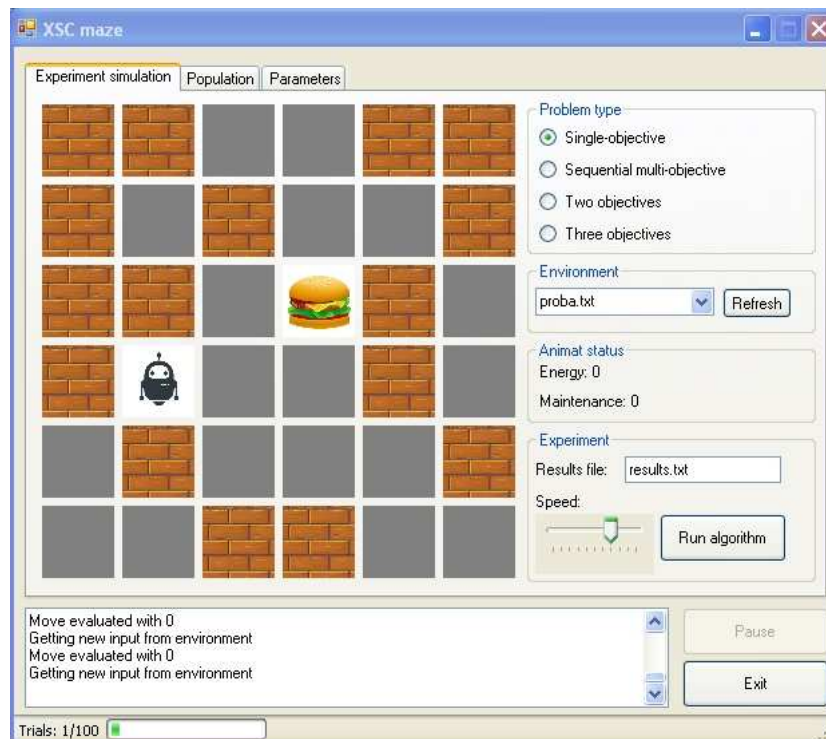 XSC maze
Experiment simulation Population Parameters
Problem type
Single-objective
Sequential multi-objective
Two objectives
Three objectives
Environment
proba.txt Refresh
Animat status
Energy: 0
Maintenance: 0
Experiment
Results file: results.txt
Speed:
Run algorithm
Move evaluated with 0
Getting new input from environment
Move evaluated with 0
Getting new input from environment
Pause
Exit
Trials: 1/100